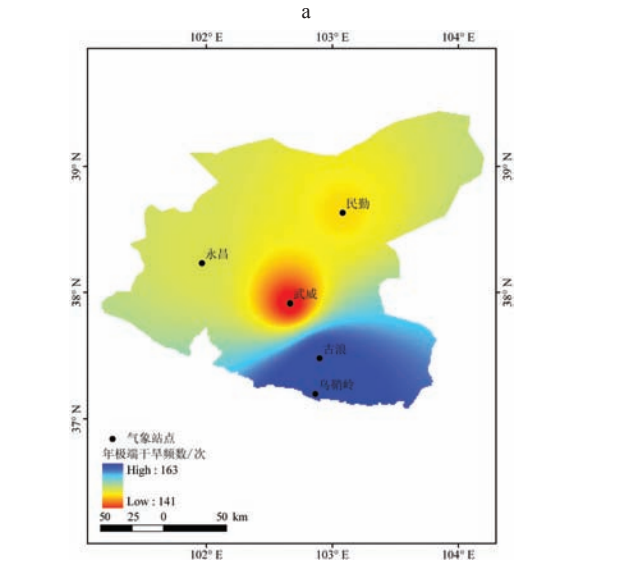 a
102° E 103° E 104° E
39° N 39° N
民勤
永昌
38° N 38° N
武威
古浪
乌鞘岭
37° N 37° N
气象站点
年极端干旱频数/次
High : 163
Low : 141
50 25 0 50 km
102° E 103° E 104° E